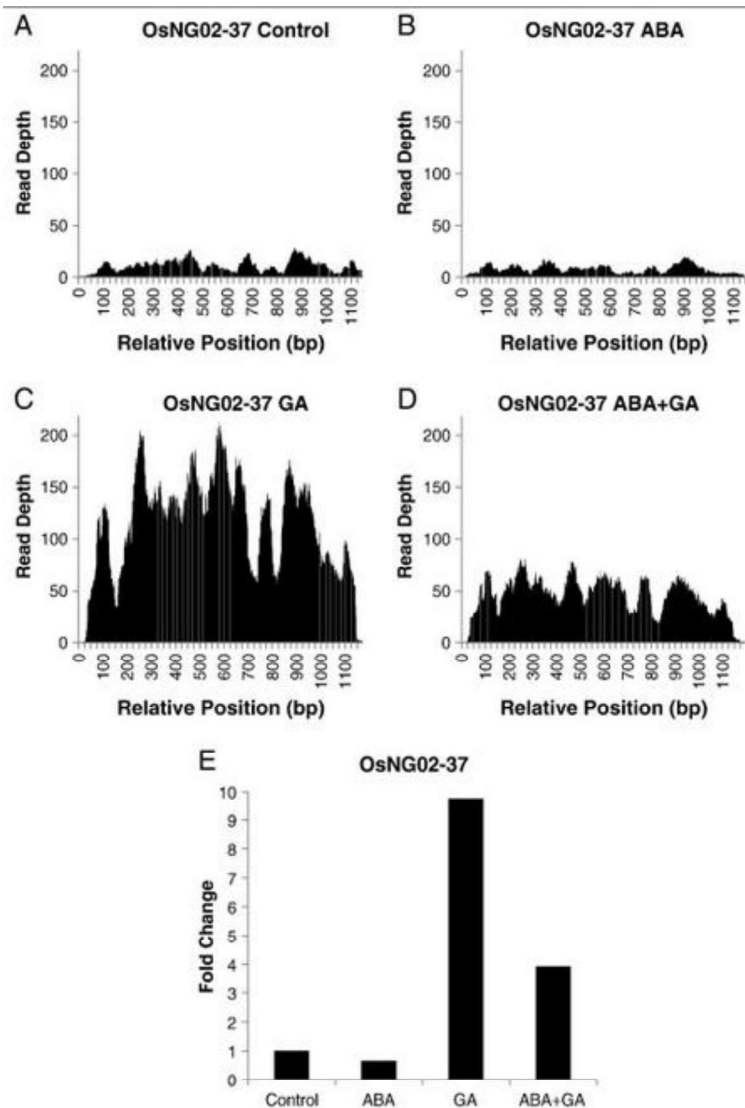 A OsNG02-37 Control
200
150
100
50
0
Read Depth
0 100 200 300 400 500 600 700 800 900 1000 1100
Relative Position (bp)
B OsNG02-37 ABA
200
150
100
50
0
Read Depth
0 100 200 300 400 500 600 700 800 900 1000 1100
Relative Position (bp)
C OsNG02-37 GA
200
150
100
50
0
Read Depth
0 100 200 300 400 500 600 700 800 900 1000 1100
Relative Position (bp)
D OsNG02-37 ABA+GA
200
150
100
50
0
Read Depth
0 100 200 300 400 500 600 700 800 900 1000 1100
Relative Position (bp)
E OsNG02-37
10
9
8
7
6
5
4
3
2
1
0
Fold Change
Control ABA GA ABA+GA